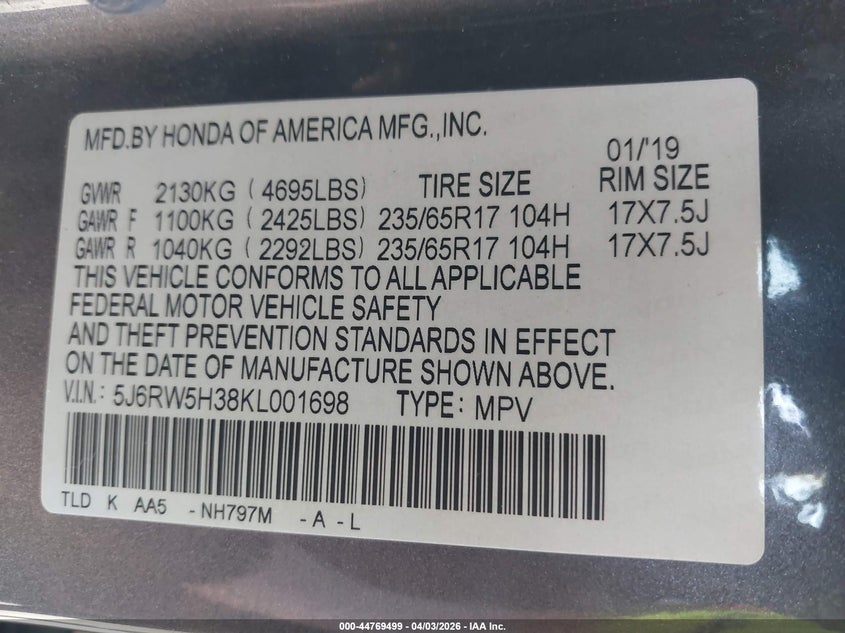 MFD.BY HONDA OF AMERICA MFG.,INC.
01/'19
GVWR 2130KG ( 4695LBS) TIRE SIZE RIM SIZE
GAWR F 1100KG ( 2425LBS) 235/65R17 104H 17X7.5J
GAWR R 1040KG ( 2292LBS) 235/65R17 104H 17X7.5J
THIS VEHICLE CONFORMS TO ALL APPLICABLE
FEDERAL MOTOR VEHICLE SAFETY
AND THEFT PREVENTION STANDARDS IN EFFECT
ON THE DATE OF MANUFACTURE SHOWN ABOVE.
V.I.N.: 5J6RW5H38KL001698 TYPE: MPV
TLD K AA5 -NH797M -A -L
000-44769499 | 04/03/2026 - IAA Inc.